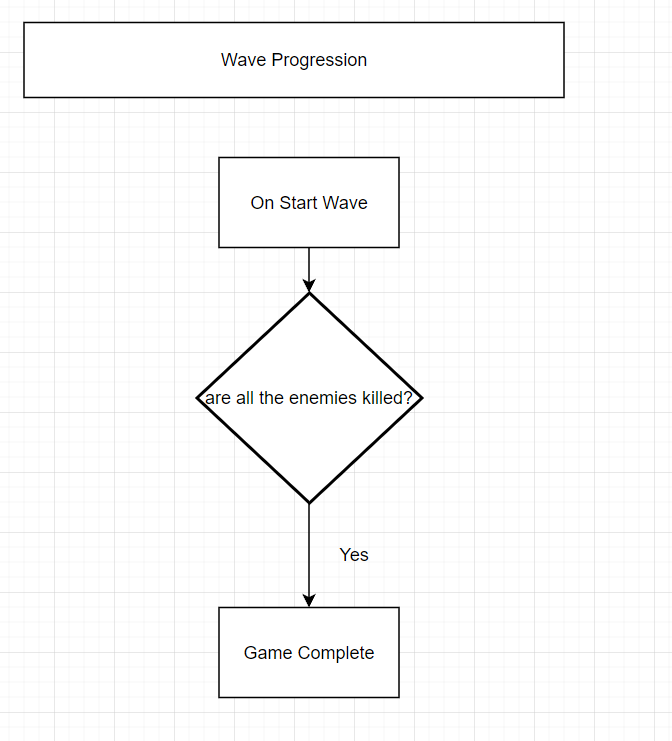 Wave Progression
On Start Wave
are all the enemies killed?
Yes
Game Complete